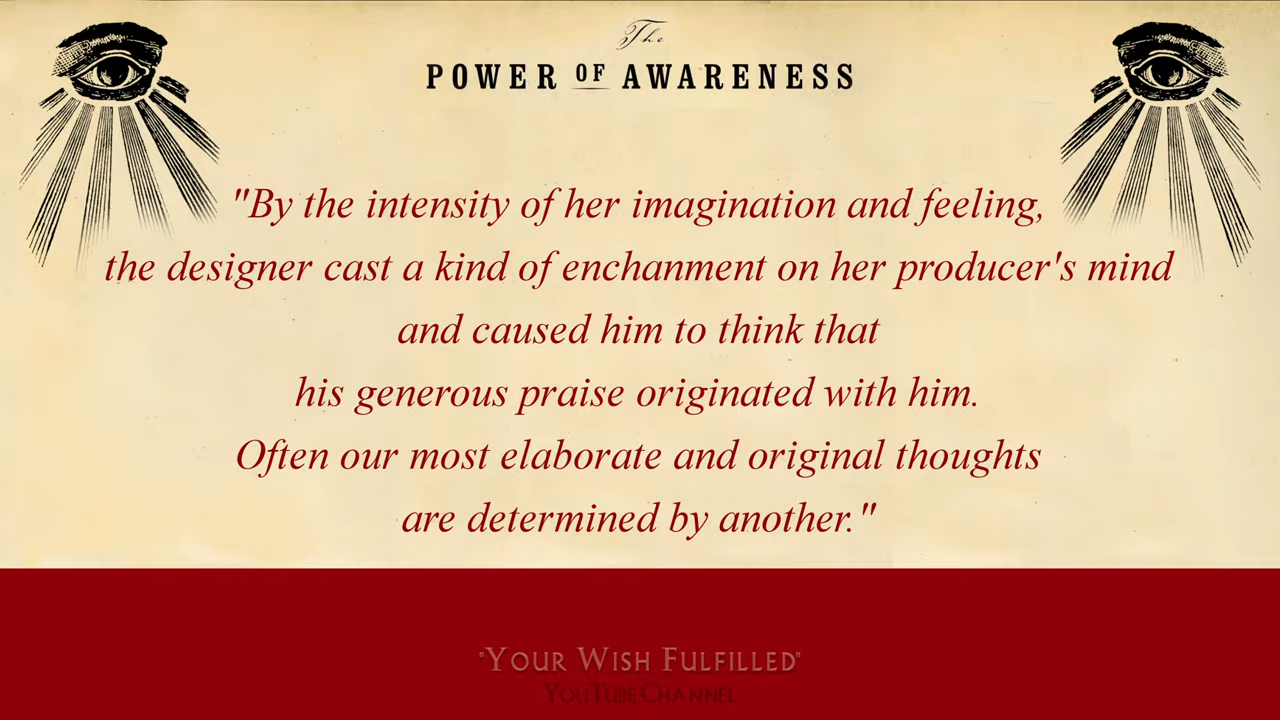 The
POWER OF AWARENESS
"By the intensity of her imagination and feeling,
the designer cast a kind of enchanment on her producer's mind
and caused him to think that
his generous praise originated with him.
Often our most elaborate and original thoughts
are determined by another."
"Your Wish Fulfilled"
YouTube Channel